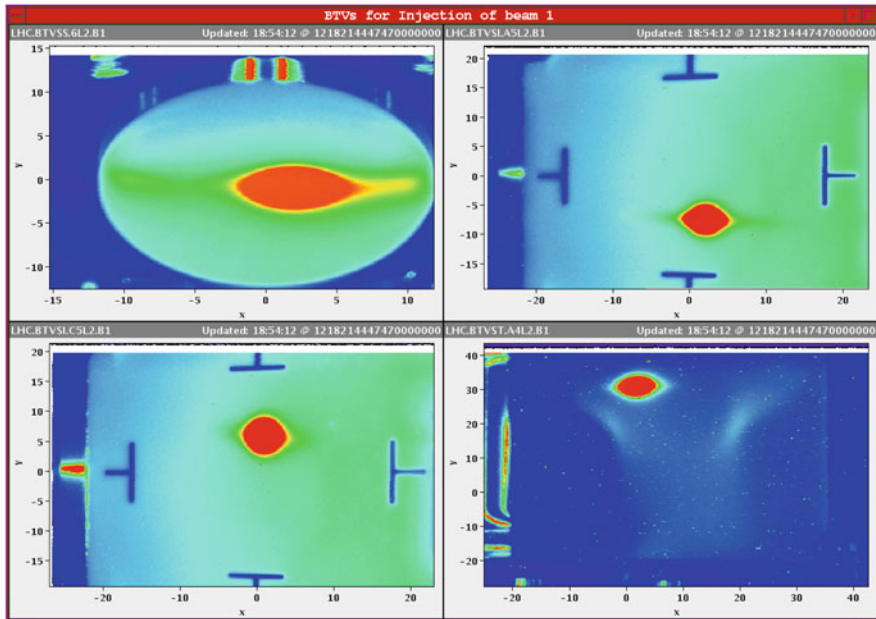 BTVs for Injection of beam 1
LHC.BTVSS.6L2.B1 Updated: 18:54:12 @ 1218214447470000000
15
10
5
0
-5
-10
y
-15 -10 -5 0 5 10
x
LHC.BTVSI.A5L2.B1 Updated: 18:54:12 @ 1218214447470000000
20
15
10
5
0
-5
-10
-15
y
-20 -10 0 10 20
x
LHC.BTVSI.C5L2.B1 Updated: 18:54:12 @ 1218214447470000000
20
15
10
5
0
-5
-10
-15
y
-20 -10 0 10 20
x
LHC.BTVST.A4L2.B1 Updated: 18:54:12 @ 1218214447470000000
40
30
20
10
0
-10
-20
y
-20 -10 0 10 20 30 40
x